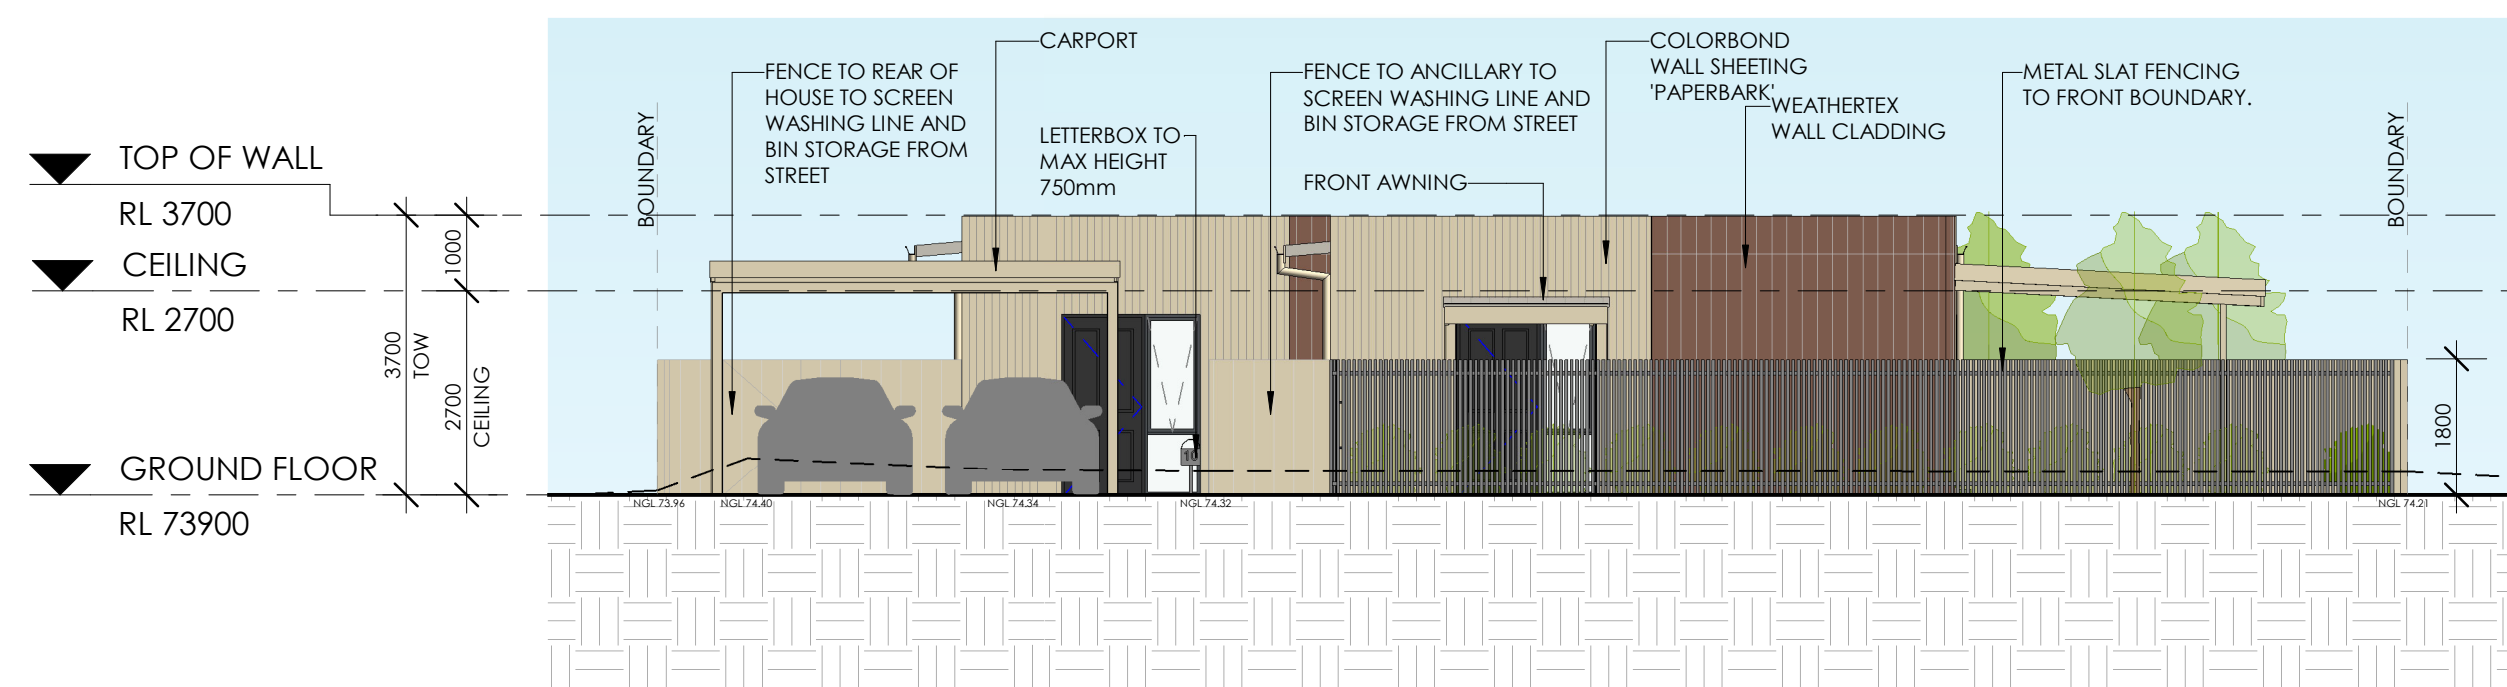 TOP OF WALL
RL 3700
CEILING
RL 2700
GROUND FLOOR
RL 73900
3700
TOW
1000
2700
CEILING
BOUNDARY
FENCE TO REAR OF
HOUSE TO SCREEN
WASHING LINE AND
BIN STORAGE FROM
STREET
CARPORT
LETTERBOX TO
MAX HEIGHT
750mm
FENCE TO ANCILLARY TO
SCREEN WASHING LINE AND
BIN STORAGE FROM STREET
FRONT AWNING
COLORBOND
WALL SHEETING
'PAPERBARK'
WEATHERTEX
WALL CLADDING
METAL SLAT FENCING
TO FRONT BOUNDARY.
BOUNDARY
1800
10
NGL 73.96
NGL 74.40
NGL 74.34
NGL 74.32
NGL 74.21